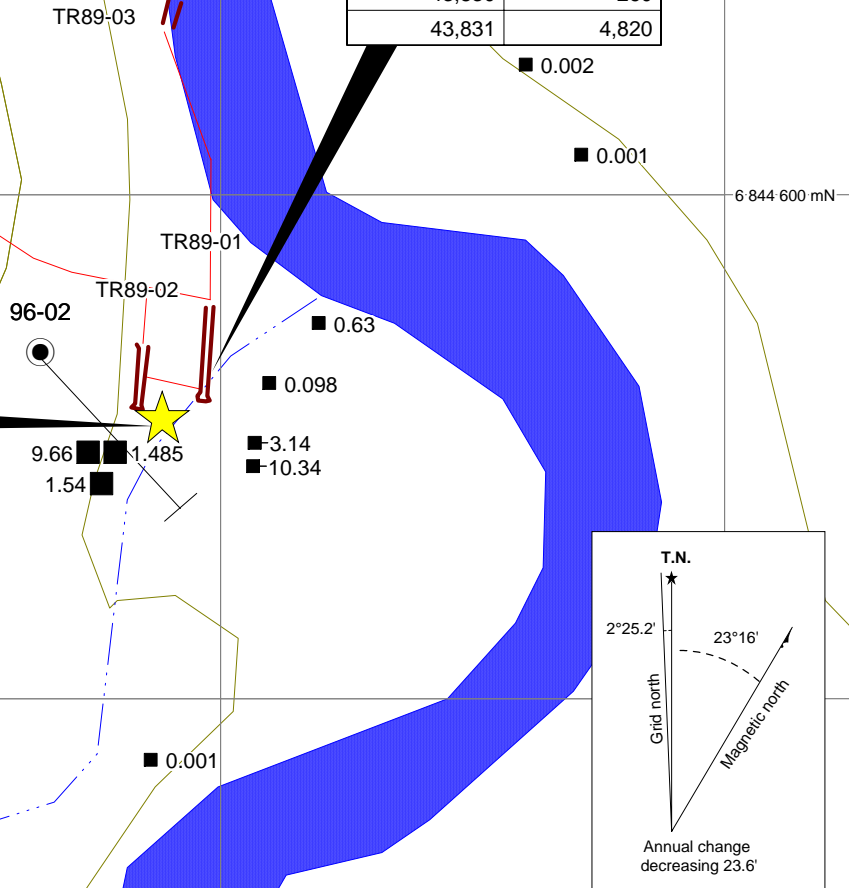 TR89-03
43,831 4,820
0.002
0.001
6 844 600 mN
TR89-01
TR89-02
96-02
0.63
0.098
3.14
9.66
1.485
10.34
1.54
T.N.
2°25.2'
23°16'
Grid north
Magnetic north
0.001
Annual change
decreasing 23.6'